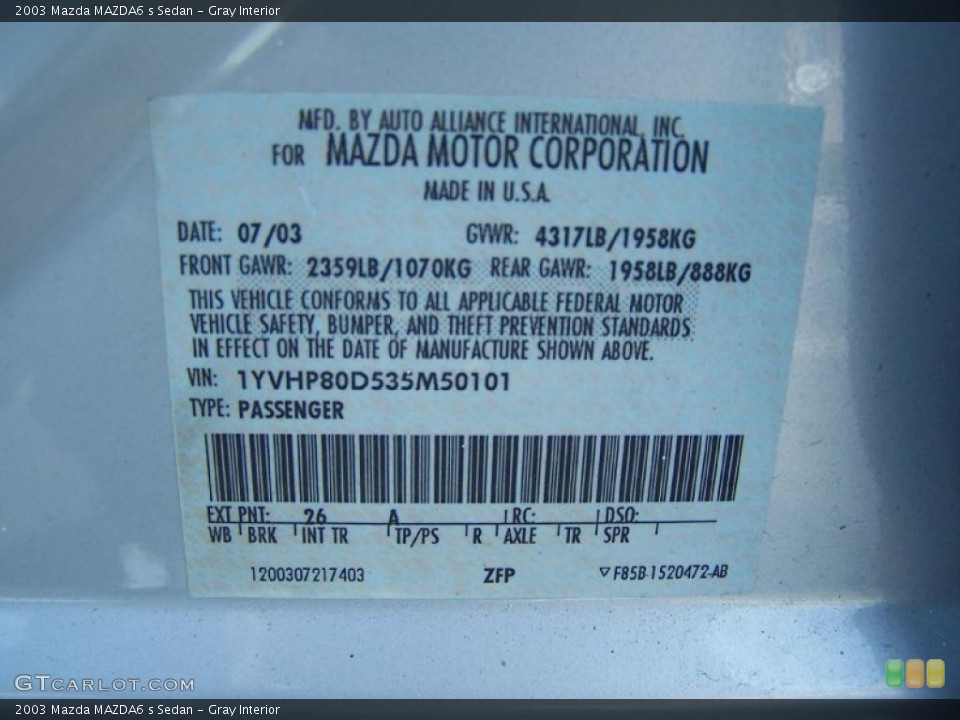 2003 Mazda MAZDA6 s Sedan - Gray Interior
MFD. BY AUTO ALLIANCE INTERNATIONAL, INC.
FOR MAZDA MOTOR CORPORATION
MADE IN U.S.A.
DATE: 07/03 GVWR: 4317LB/1958KG
FRONT GAWR: 2359LB/1070KG REAR GAWR: 1958LB/888KG
THIS VEHICLE CONFORMS TO ALL APPLICABLE FEDERAL MOTOR
VEHICLE SAFETY, BUMPER, AND THEFT PREVENTION STANDARDS
IN EFFECT ON THE DATE OF MANUFACTURE SHOWN ABOVE.
VIN: 1YVHP80D535M50101
TYPE: PASSENGER
EXT PNT: 26 A RC: DSO:
WB BRK INT TR TP/PS R AXLE TR SPR
1200307217403 ZFP F85B-1520472-AB
GTCARLOT.COM
2003 Mazda MAZDA6 s Sedan - Gray Interior